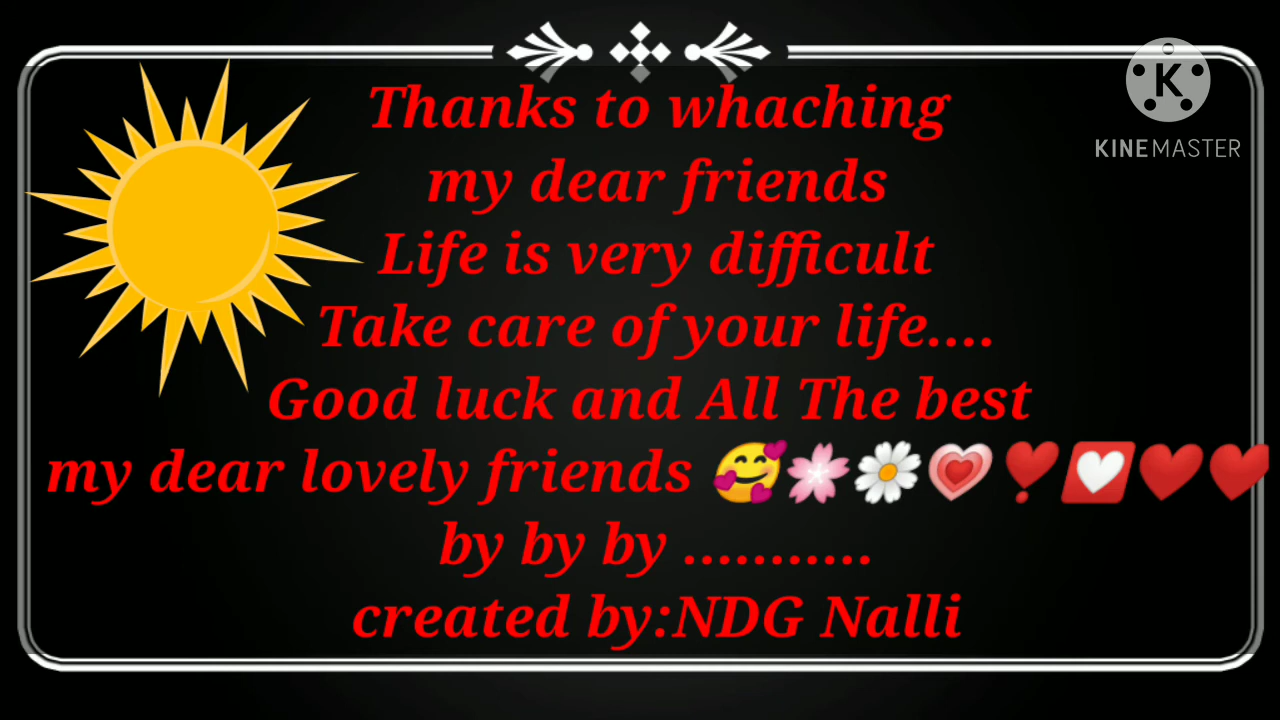 Thanks to whaching
my dear friends
Life is very difficult
Take care of your life....
Good luck and All The best
my dear lovely friends 🥰🌸🌼💗❣💟❤❤
by by by ...........
created by:NDG Nalli
K
KINEMASTER